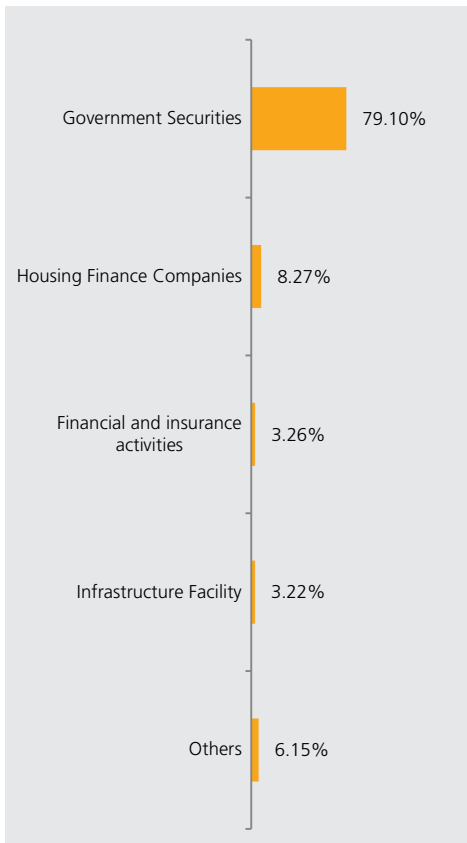 Government Securities 79.10%
Housing Finance Companies 8.27%
Financial and insurance
activities 3.26%
Infrastructure Facility 3.22%
Others 6.15%